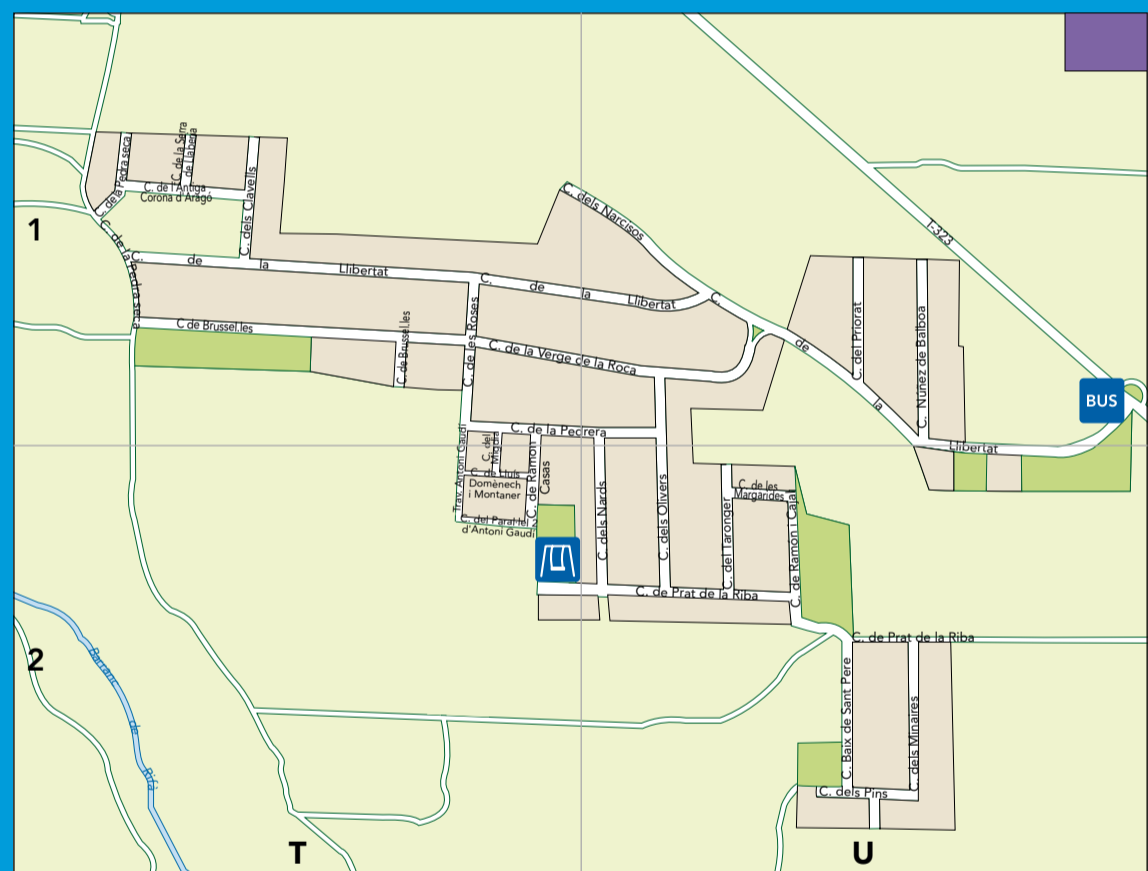 C. de la Pedra seca
C. de la Serra
de Llaberia
C. de l'Antiga
Corona d'Aragó
C. dels Clavells
1
C. de la Pedra seca
C. de la Llibertat
C. dels Narcisos
T-323
C. de la Llibertat
C. de la Llibertat
C. del Priorat
C. Núñez de Balboa
BUS
C de Brussel.les
C. de Brussel.les
C. de les Roses
C. de la Verge de la Roca
C. de la Pedrera
Trav. Antoni Gaudí
C. del
Migdia
C. de Lluís
Domènech
i Montaner
C. de Ramon
Casas
C. del Paral·lel
d'Antoni Gaudí
C. dels Nards
C. dels Olivers
C. del Taronger
C. de les
Margarides
C. de Ramon i Cajal
C. de Prat de la Riba
C. de Prat de la Riba
2
Barranc de Rifà
C. Baix de Sant Pere
C. dels Minaires
C. dels Pins
T
U